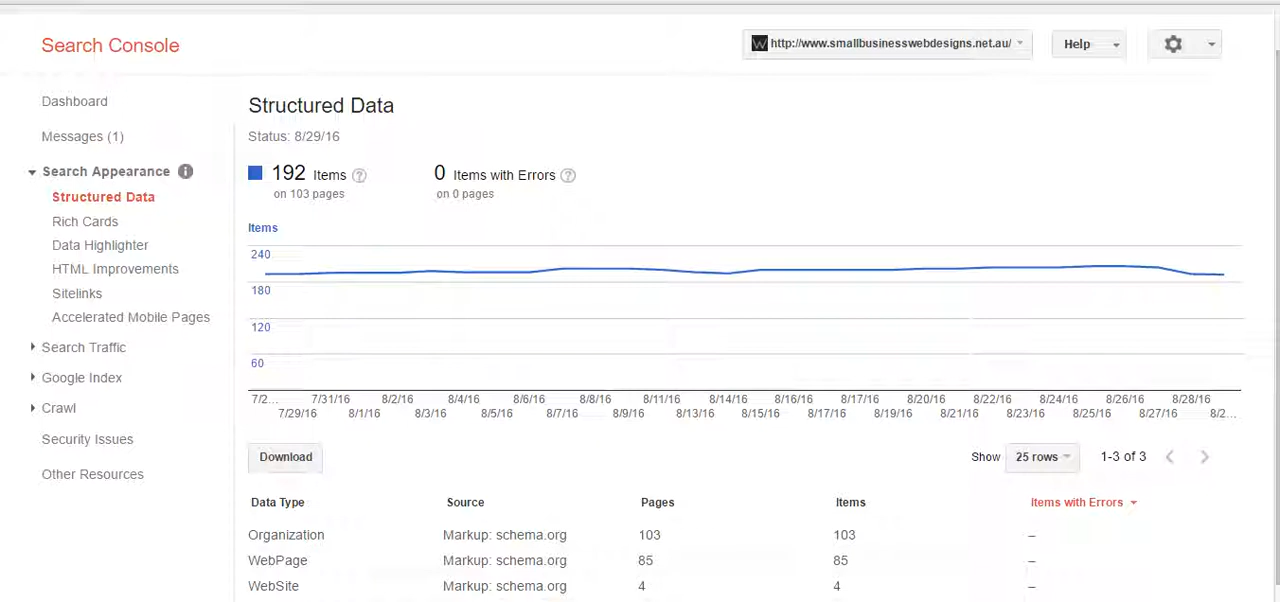 Search Console
http://www.smallbusinesswebdesigns.net.au/
Help
Dashboard
Messages (1)
Search Appearance
Structured Data
Rich Cards
Data Highlighter
HTML Improvements
Sitelinks
Accelerated Mobile Pages
Search Traffic
Google Index
Crawl
Security Issues
Other Resources
Structured Data
Status: 8/29/16
192 Items ?
on 103 pages
0 Items with Errors ?
on 0 pages
Items
240
180
120
60
7/2... 7/31/16 8/2/16 8/4/16 8/6/16 8/8/16 8/11/16 8/14/16 8/16/16 8/17/16 8/20/16 8/22/16 8/24/16 8/26/16 8/28/16
7/29/16 8/1/16 8/3/16 8/5/16 8/7/16 8/9/16 8/13/16 8/15/16 8/17/16 8/19/16 8/21/16 8/23/16 8/25/16 8/27/16 8/2...
Download
Show 25 rows 1-3 of 3
Data Type Source Pages Items Items with Errors
Organization Markup: schema.org 103 103 –
WebPage Markup: schema.org 85 85 –
WebSite Markup: schema.org 4 4 –